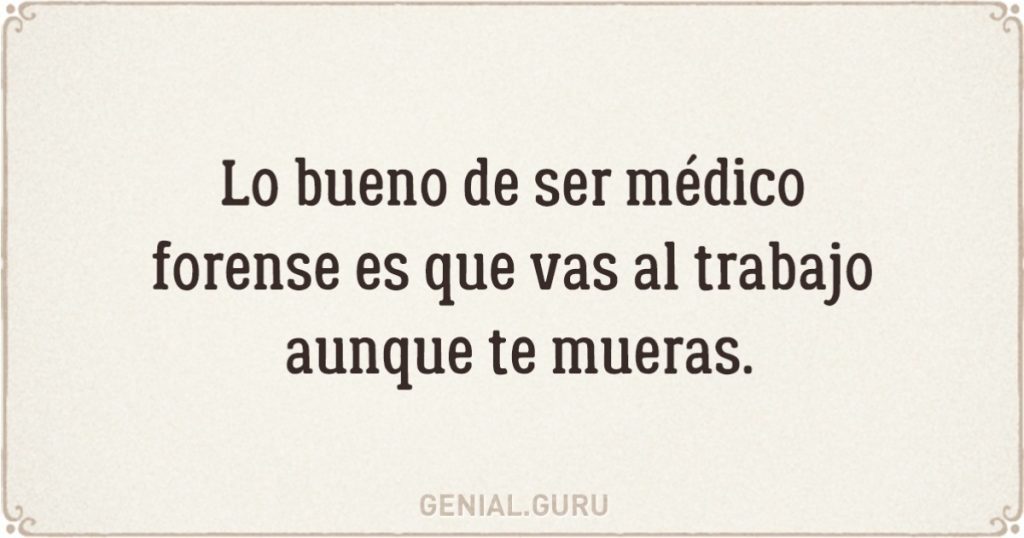 Lo bueno de ser médico
forense es que vas al trabajo
aunque te mueras.
GENIAL.GURU